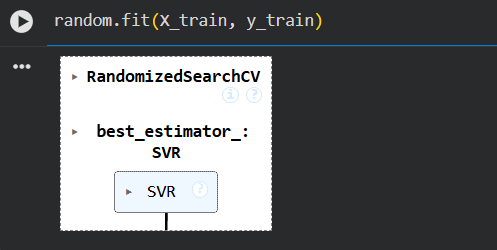 random.fit(X_train, y_train)
RandomizedSearchCV
i ?
best_estimator_:
SVR
SVR ?